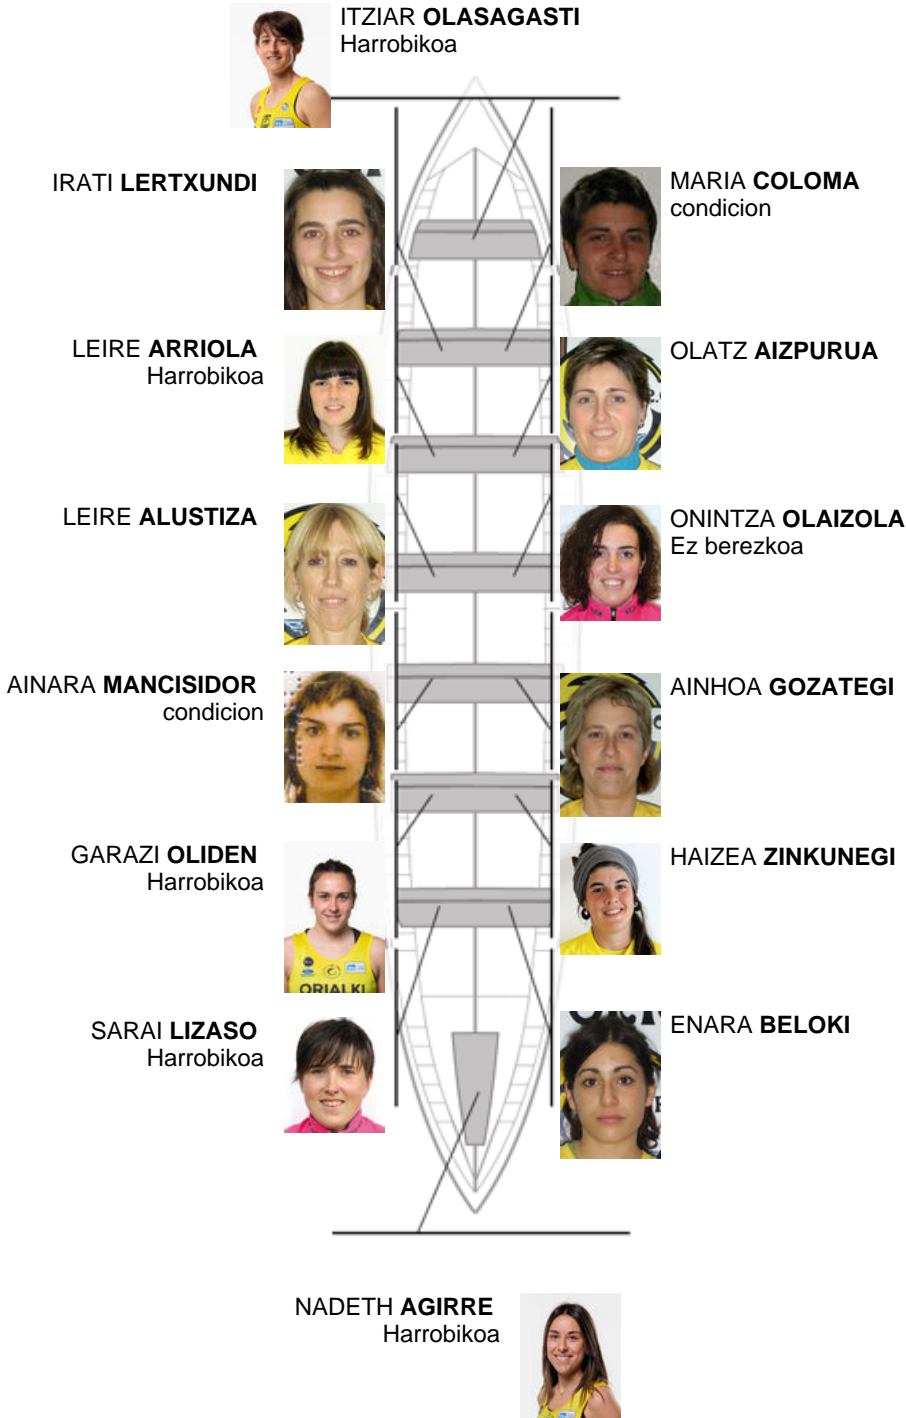 ITZIAR OLASAGASTI
Harrobikoa
IRATI LERTXUNDI
MARIA COLOMA
condicion
LEIRE ARRIOLA
Harrobikoa
OLATZ AIZPURUA
LEIRE ALUSTIZA
ONINTZA OLAIZOLA
Ez berezkoa
AINARA MANCISIDOR
condicion
AINHOA GOZATEGI
GARAZI OLIDEN
Harrobikoa
HAIZEA ZINKUNEGI
ORIALKI
SARAI LIZASO
Harrobikoa
ENARA BELOKI
NADETH AGIRRE
Harrobikoa